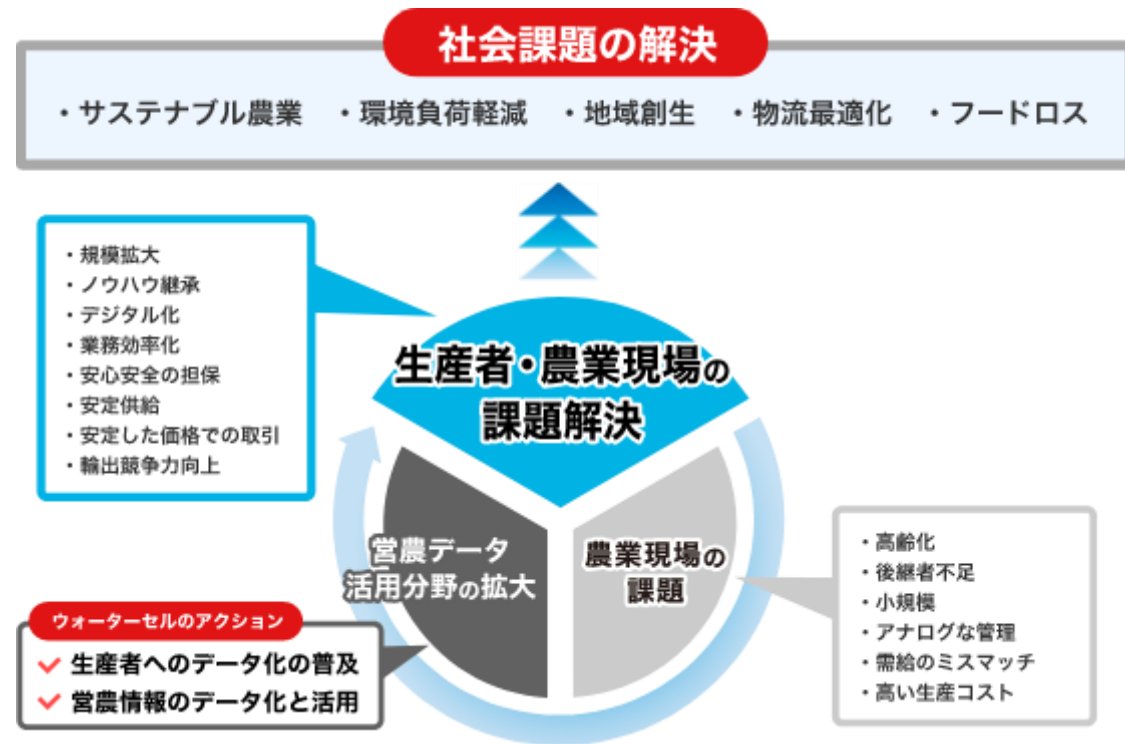 社会課題の解決
・サステナブル農業 ・環境負荷軽減 ・地域創生 ・物流最適化 ・フードロス
・規模拡大
・ノウハウ継承
・デジタル化
・業務効率化
・安心安全の担保
・安定供給
・安定した価格での取引
・輸出競争力向上
生産者・農業現場の
課題解決
営農データ
活用分野の拡大
農業現場の
課題
・高齢化
・後継者不足
・小規模
・アナログな管理
・需給のミスマッチ
・高い生産コスト
ウォーターセルのアクション
生産者へのデータ化の普及
営農情報のデータ化と活用